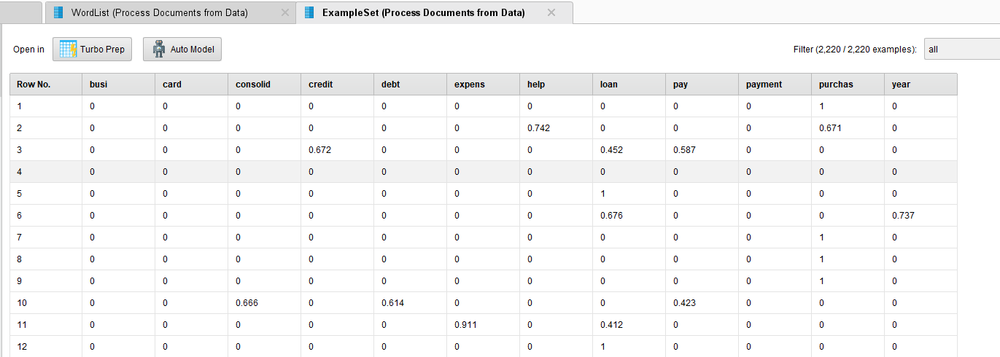 WordList (Process Documents from Data) ExampleSet (Process Documents from Data)
Open in Turbo Prep Auto Model Filter (2,220 / 2,220 examples): all
Row No. busi card consolid credit debt expens help loan pay payment purchas year
1 0 0 0 0 0 0 0 0 0 0 1 0
2 0 0 0 0 0 0 0.742 0 0 0 0.671 0
3 0 0 0 0.672 0 0 0 0.452 0.587 0 0 0
4 0 0 0 0 0 0 0 0 0 0 0 0
5 0 0 0 0 0 0 0 1 0 0 0 0
6 0 0 0 0 0 0 0 0.676 0 0 0 0.737
7 0 0 0 0 0 0 0 0 0 0 1 0
8 0 0 0 0 0 0 0 0 0 0 1 0
9 0 0 0 0 0 0 0 0 0 0 1 0
10 0 0 0.666 0 0.614 0 0 0 0.423 0 0 0
11 0 0 0 0 0 0.911 0 0.412 0 0 0 0
12 0 0 0 0 0 0 0 1 0 0 0 0